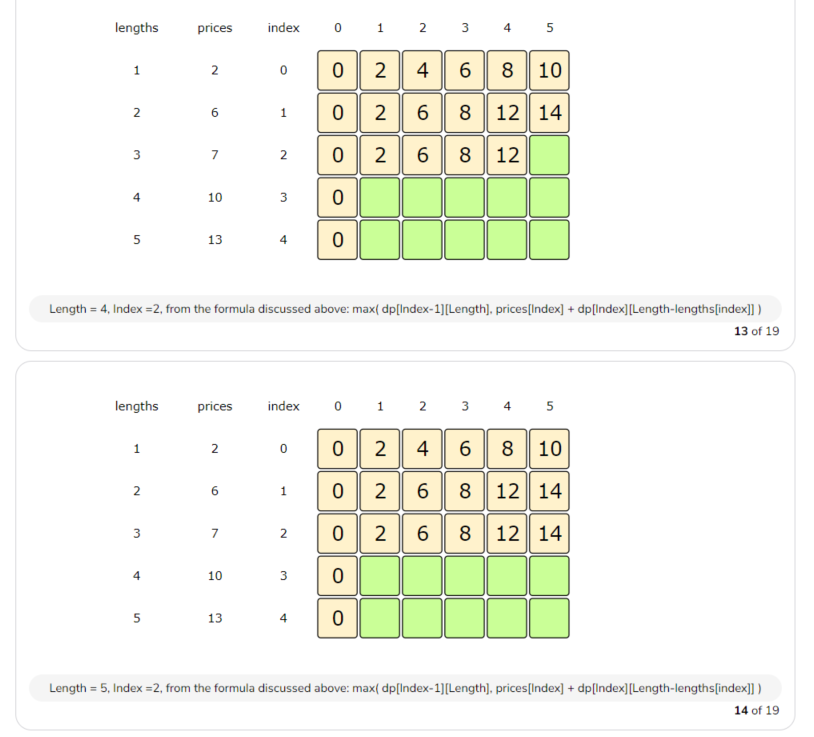 lengths prices index 0 1 2 3 4 5
1 2 0 0 2 4 6 8 10
2 6 1 0 2 6 8 12 14
3 7 2 0 2 6 8 12
4 10 3 0
5 13 4 0
Length = 4, Index =2, from the formula discussed above: max( dp[Index-1][Length], prices[Index] + dp[Index][Length-lengths[index]] )
13 of 19
lengths prices index 0 1 2 3 4 5
1 2 0 0 2 4 6 8 10
2 6 1 0 2 6 8 12 14
3 7 2 0 2 6 8 12 14
4 10 3 0
5 13 4 0
Length = 5, Index =2, from the formula discussed above: max( dp[Index-1][Length], prices[Index] + dp[Index][Length-lengths[index]] )
14 of 19